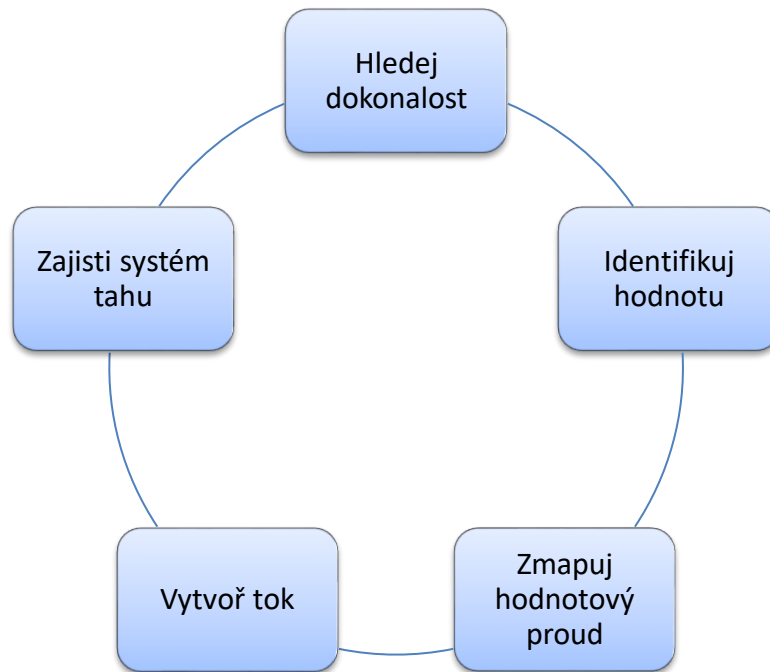 Hledej
dokonalost
Identifikuj
hodnotu
Zmapuj
hodnotový
proud
Vytvoř tok
Zajisti systém
tahu